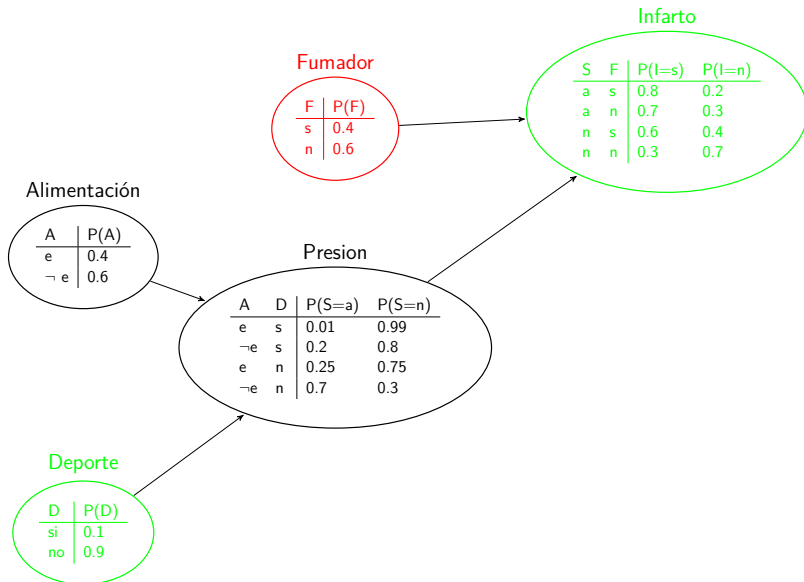 Infarto
S F P(I=s) P(I=n)
a s 0.8 0.2
a n 0.7 0.3
n s 0.6 0.4
n n 0.3 0.7
Fumador
F P(F)
s 0.4
n 0.6
Alimentación
A P(A)
e 0.4
¬ e 0.6
Presion
A D P(S=a) P(S=n)
e s 0.01 0.99
¬e s 0.2 0.8
e n 0.25 0.75
¬e n 0.7 0.3
Deporte
D P(D)
si 0.1
no 0.9